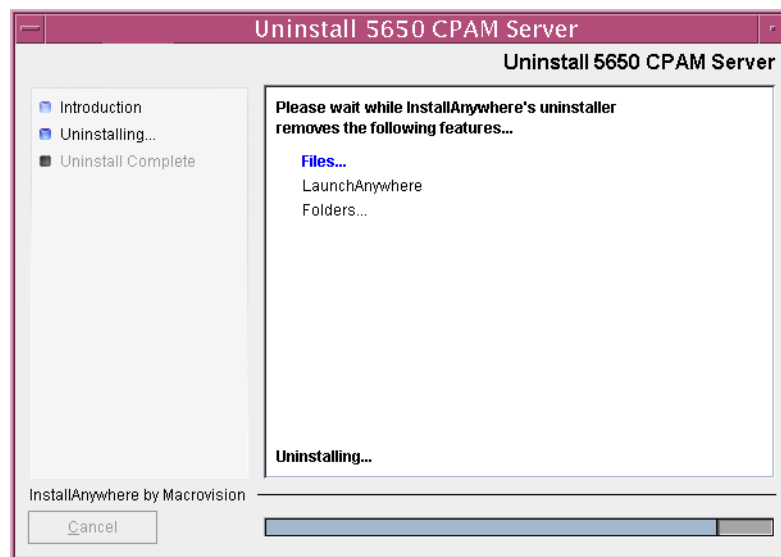 Uninstall 5650 CPAM Server
Uninstall 5650 CPAM Server
Introduction
Uninstalling...
Uninstall Complete
Please wait while InstallAnywhere's uninstaller
removes the following features...
Files...
LaunchAnywhere
Folders...
Uninstalling...
InstallAnywhere by Macrovision
Cancel